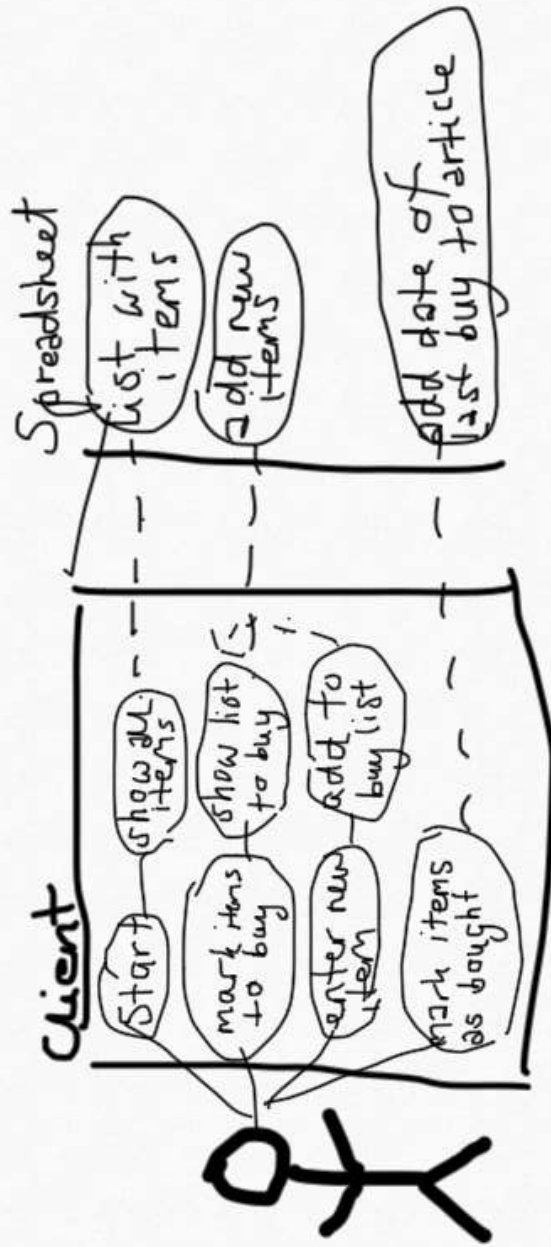 Client
Spreadsheet
Start
show all
items
List with
items
mark items
to buy
show list
to buy
add new
items
enter new
item
add to
buy list
mark items
as bought
add date of
last buy to article